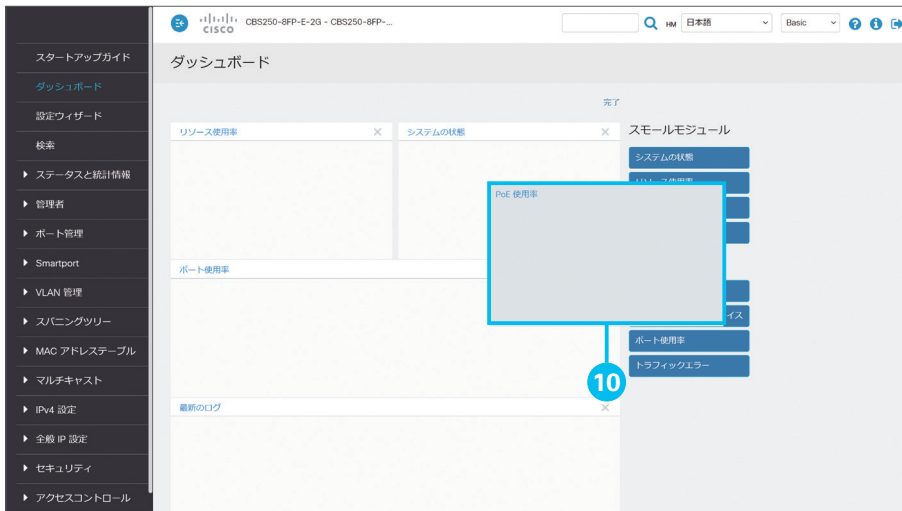 CISCO
CBS250-8FP-E-2G - CBS250-8FP-...
HM
日本語
Basic
スタートアップガイド
ダッシュボード
設定ウィザード
検索
ステータスと統計情報
管理者
ポート管理
Smartport
VLAN 管理
スパニングツリー
MAC アドレステーブル
マルチキャスト
IPv4 設定
全般 IP 設定
セキュリティ
アクセスコントロール
ダッシュボード
完了
リソース使用率
システムの状態
ポート使用率
最新のログ
PoE 使用率
10
スモールモジュール
システムの状態
リソース使用率
イス
ポート使用率
トラフィックエラー